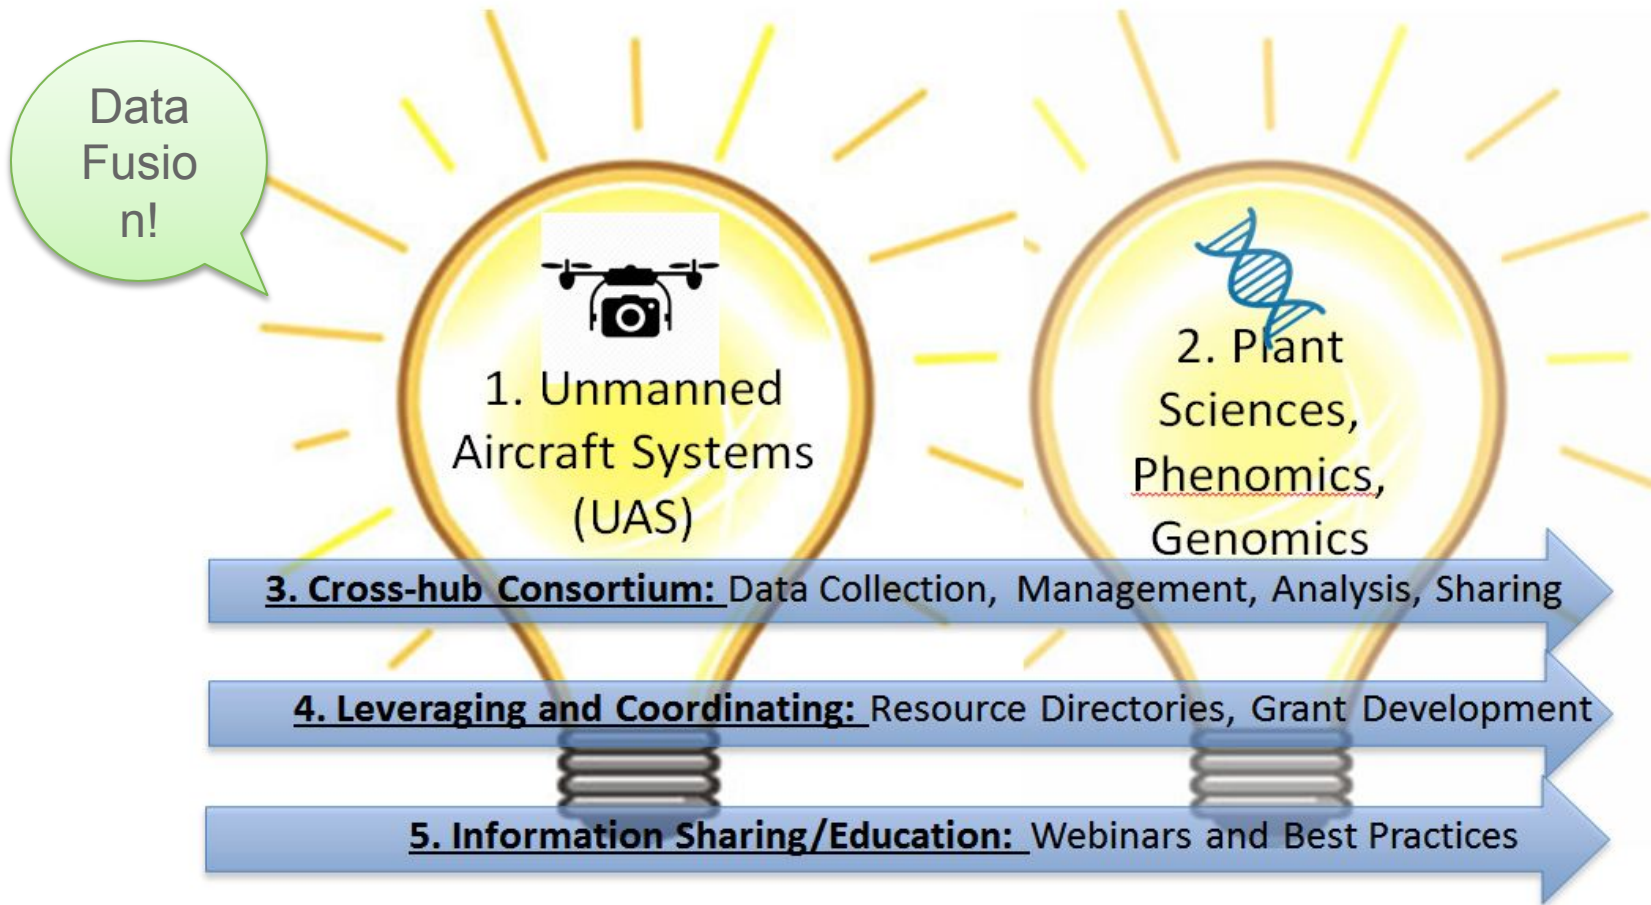 Data
Fusio
n!
1. Unmanned
Aircraft Systems
(UAS)
2. Plant
Sciences,
Phenomics,
Genomics
3. Cross-hub Consortium: Data Collection, Management, Analysis, Sharing
4. Leveraging and Coordinating: Resource Directories, Grant Development
5. Information Sharing/Education: Webinars and Best Practices